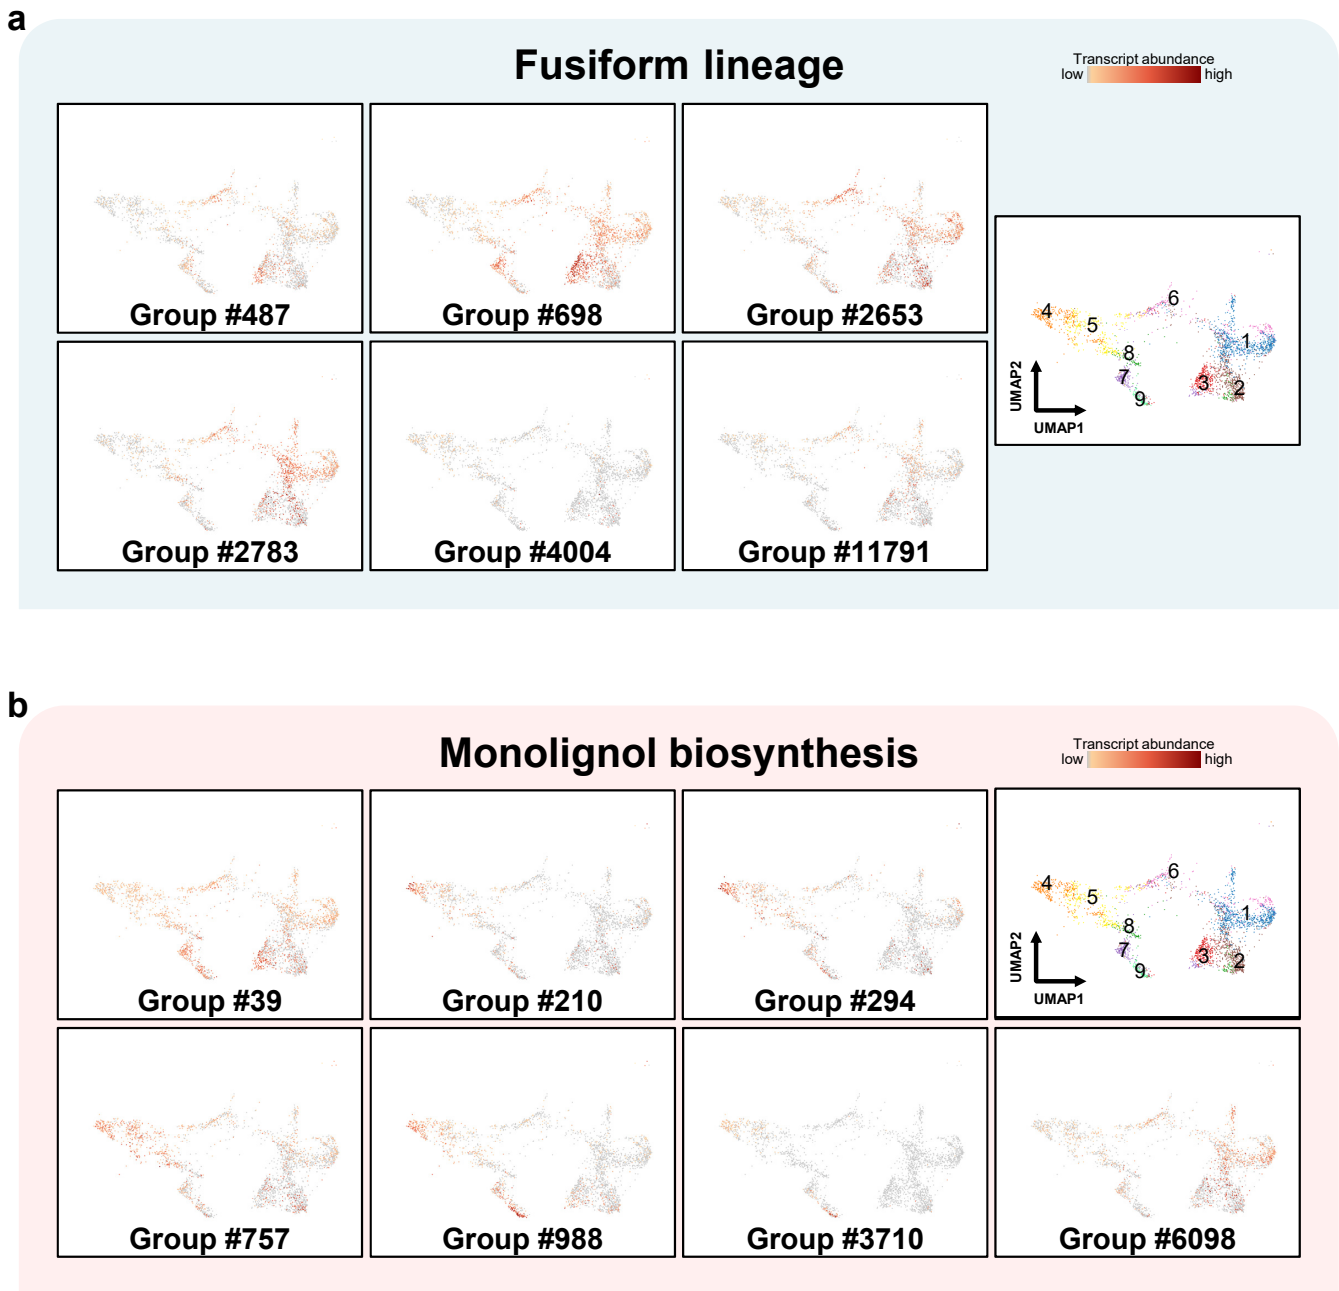 a
Fusiform lineage
Transcript abundance
low high
Group #487
Group #698
Group #2653
4
5
6
1
8
7
3
2
9
UMAP2
UMAP1
Group #2783
Group #4004
Group #11791
b
Monolignol biosynthesis
Transcript abundance
low high
Group #39
Group #210
Group #294
4
5
6
1
8
7
3
2
9
UMAP2
UMAP1
Group #757
Group #988
Group #3710
Group #6098